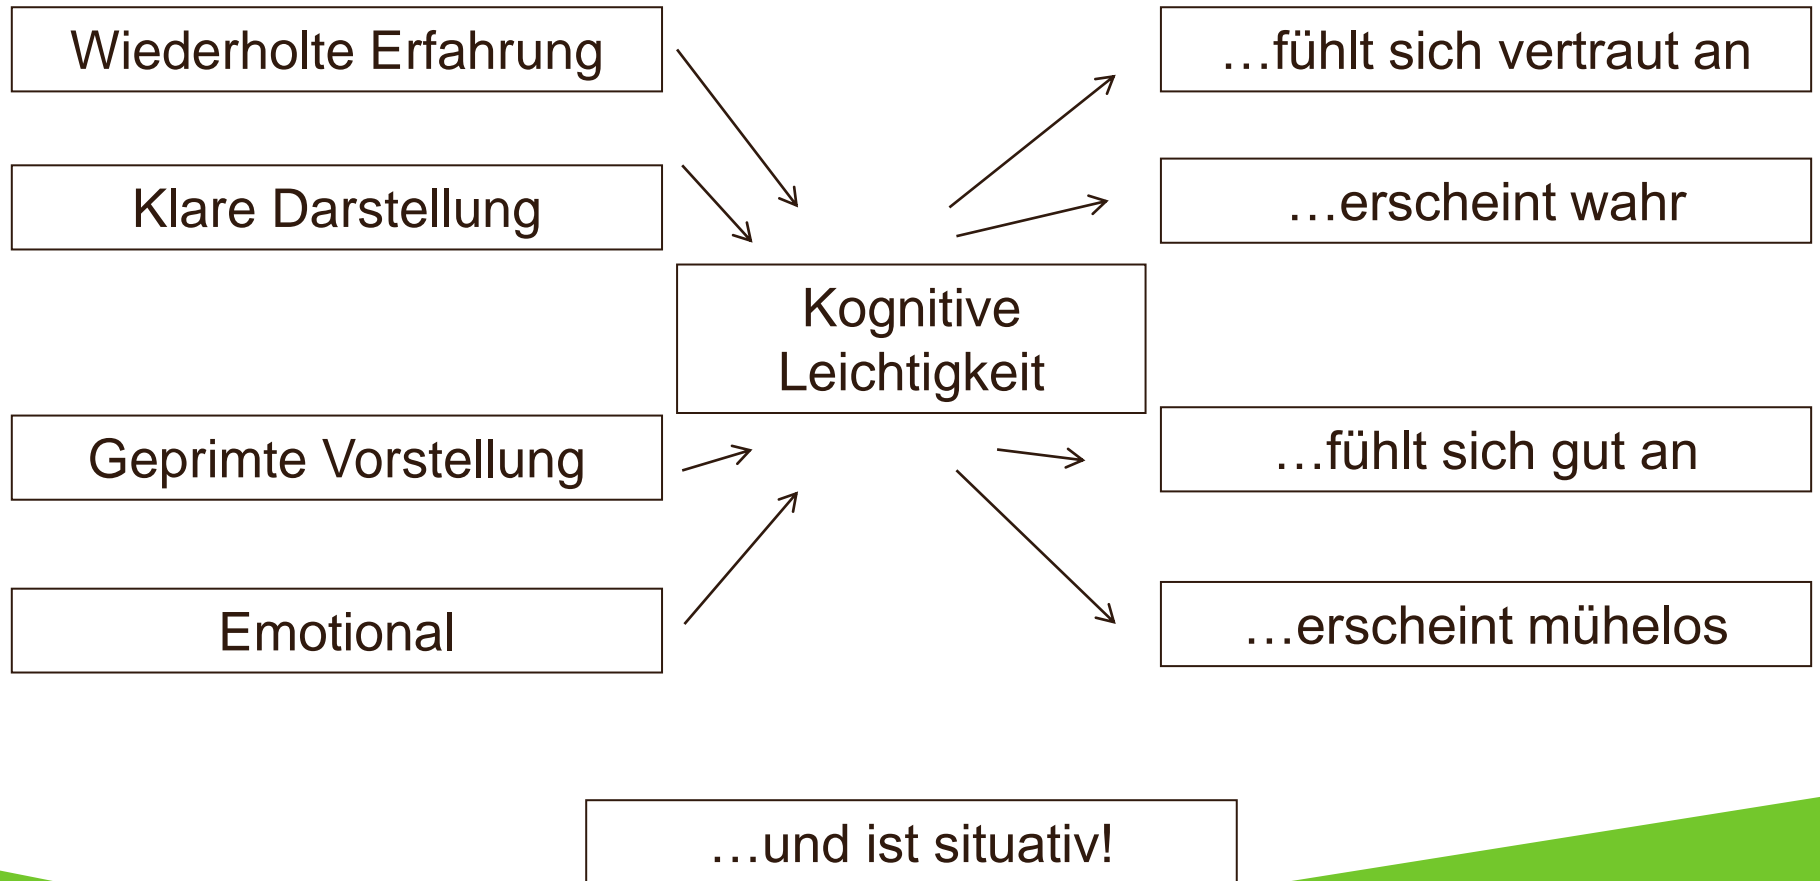 Wiederholte Erfahrung
Klare Darstellung
Geprimte Vorstellung
Emotional
Kognitive
Leichtigkeit
…fühlt sich vertraut an
…erscheint wahr
…fühlt sich gut an
…erscheint mühelos
…und ist situativ!